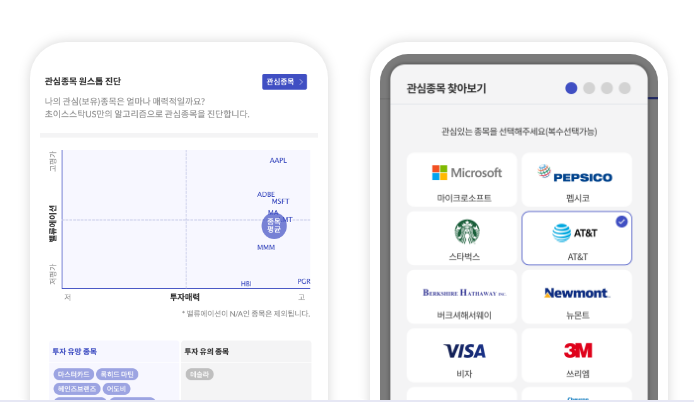 관심종목 원스톱 진단
관심종목 >
나의 관심(보유)종목은 얼마나 매력적일까요?
초이스스탁US만의 알고리즘으로 관심종목을 진단합니다.
고평가
밸류에이션
저평가
AAPL
ADBE
MSFT
MA
MT
종목
평균
MMM
HBI
PGR
저
투자매력
고
* 밸류에이션이 N/A인 종목은 제외됩니다.
투자 유망 종목
투자 유의 종목
마스터카드
록히드 마틴
테슬라
헤인즈브랜즈
어도비
관심종목 찾아보기
관심있는 종목을 선택해주세요(복수선택가능)
Microsoft
마이크로소프트
PEPSICO
펩시코
스타벅스
AT&T
AT&T
BERKSHIRE HATHAWAY INC.
버크셔해서웨이
Newmont
뉴몬트
VISA
비자
3M
쓰리엠